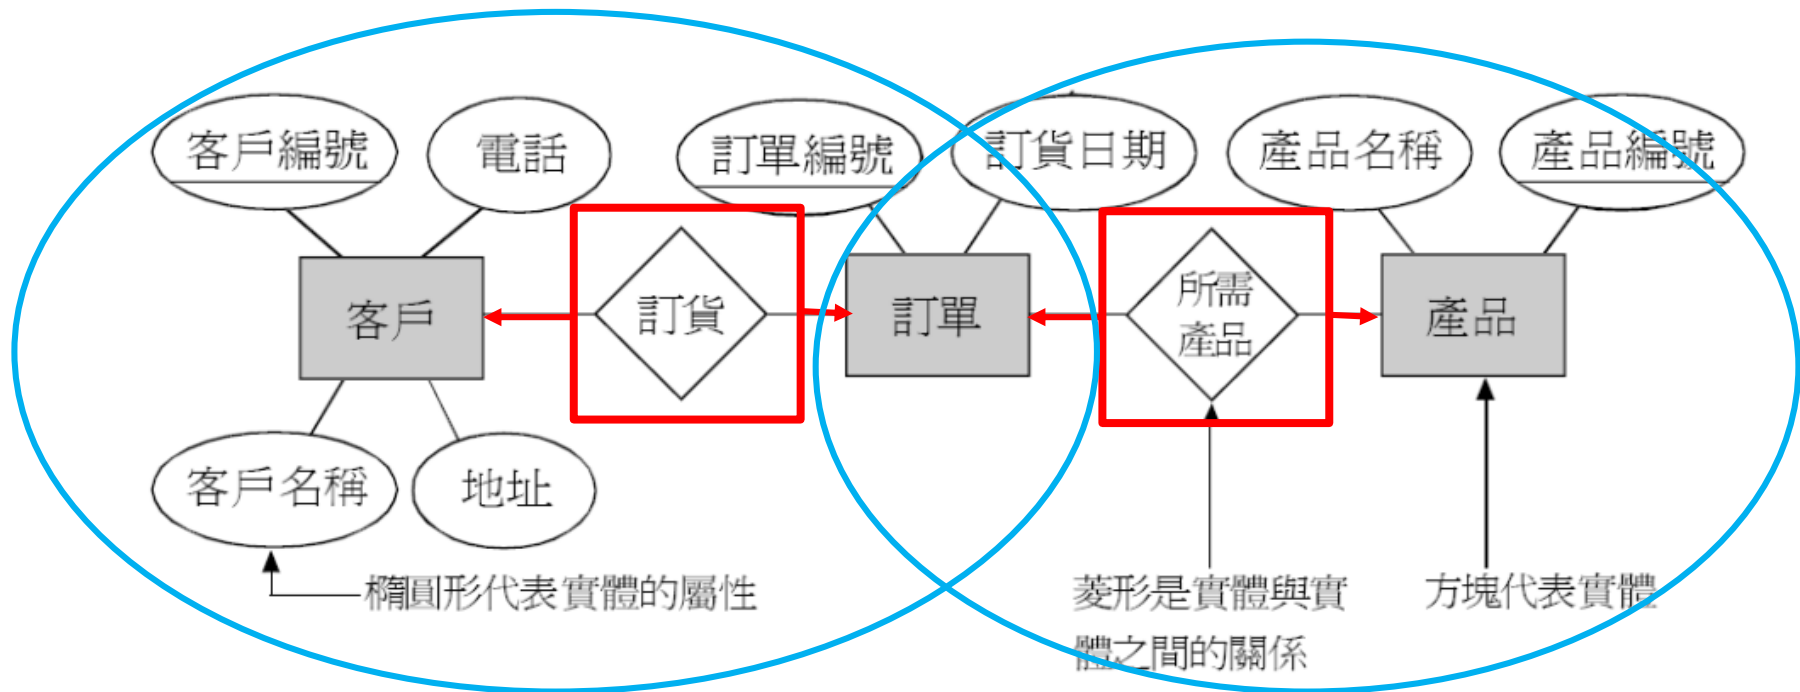 客戶編號
電話
訂單編號
訂貨日期
產品名稱
產品編號
客戶
訂貨
訂單
所需
產品
產品
客戶名稱
地址
橢圓形代表實體的屬性
菱形是實體與實
體之間的關係
方塊代表實體